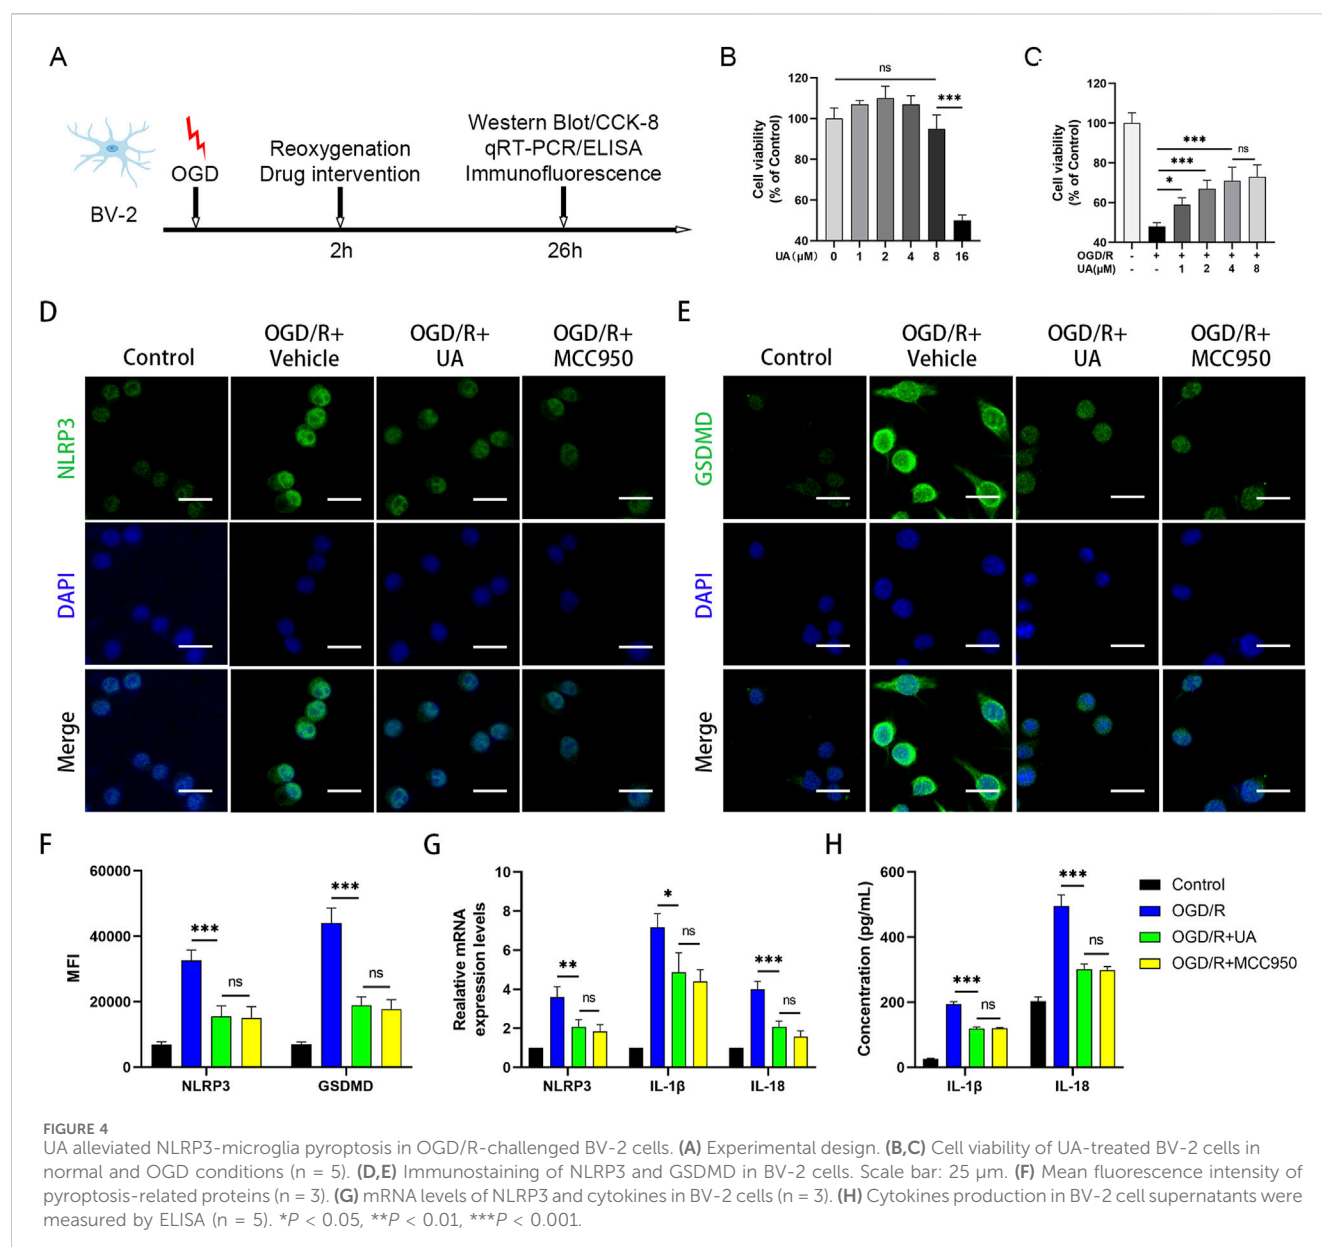 A
BV-2
OGD
Reoxygenation
Drug intervention
Western Blot/CCK-8
qRT-PCR/ELISA
Immunofluorescence
2h
26h
B
Cell viability
(% of Control)
120
100
80
60
40
ns
***
UA(μM) 0 1 2 4 8 16
C
Cell viability
(% of Control)
120
100
80
60
40
***
***
*
ns
OGD/R - + + + + +
UA(μM) - - 1 2 4 8
D
Control
OGD/R+
Vehicle
OGD/R+
UA
OGD/R+
MCC950
NLRP3
DAPI
Merge
E
Control
OGD/R+
Vehicle
OGD/R+
UA
OGD/R+
MCC950
GSDMD
DAPI
Merge
F
MFI
60000
40000
20000
0
***
ns
***
ns
NLRP3 GSDMD
G
Realative mRNA
expression levels
10
8
6
4
2
0
**
ns
*
ns
***
ns
NLRP3 IL-1β IL-18
H
Concentration (pg/mL)
600
400
200
0
***
ns
***
ns
IL-1β IL-18
Control
OGD/R
OGD/R+UA
OGD/R+MCC950
FIGURE 4
UA alleviated NLRP3-microglia pyroptosis in OGD/R-challenged BV-2 cells. (A) Experimental design. (B,C) Cell viability of UA-treated BV-2 cells in
normal and OGD conditions (n = 5). (D,E) Immunostaining of NLRP3 and GSDMD in BV-2 cells. Scale bar: 25 μm. (F) Mean fluorescence intensity of
pyroptosis-related proteins (n = 3). (G) mRNA levels of NLRP3 and cytokines in BV-2 cells (n = 3). (H) Cytokines production in BV-2 cell supernatants were
measured by ELISA (n = 5). *P < 0.05, **P < 0.01, ***P < 0.001.